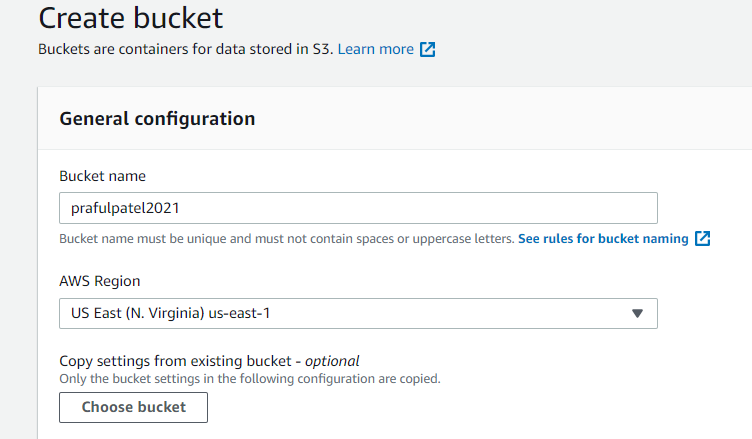 Create bucket
Buckets are containers for data stored in S3. Learn more
General configuration
Bucket name
prafulpatel2021
Bucket name must be unique and must not contain spaces or uppercase letters. See rules for bucket naming
AWS Region
US East (N. Virginia) us-east-1
Copy settings from existing bucket - optional
Only the bucket settings in the following configuration are copied.
Choose bucket